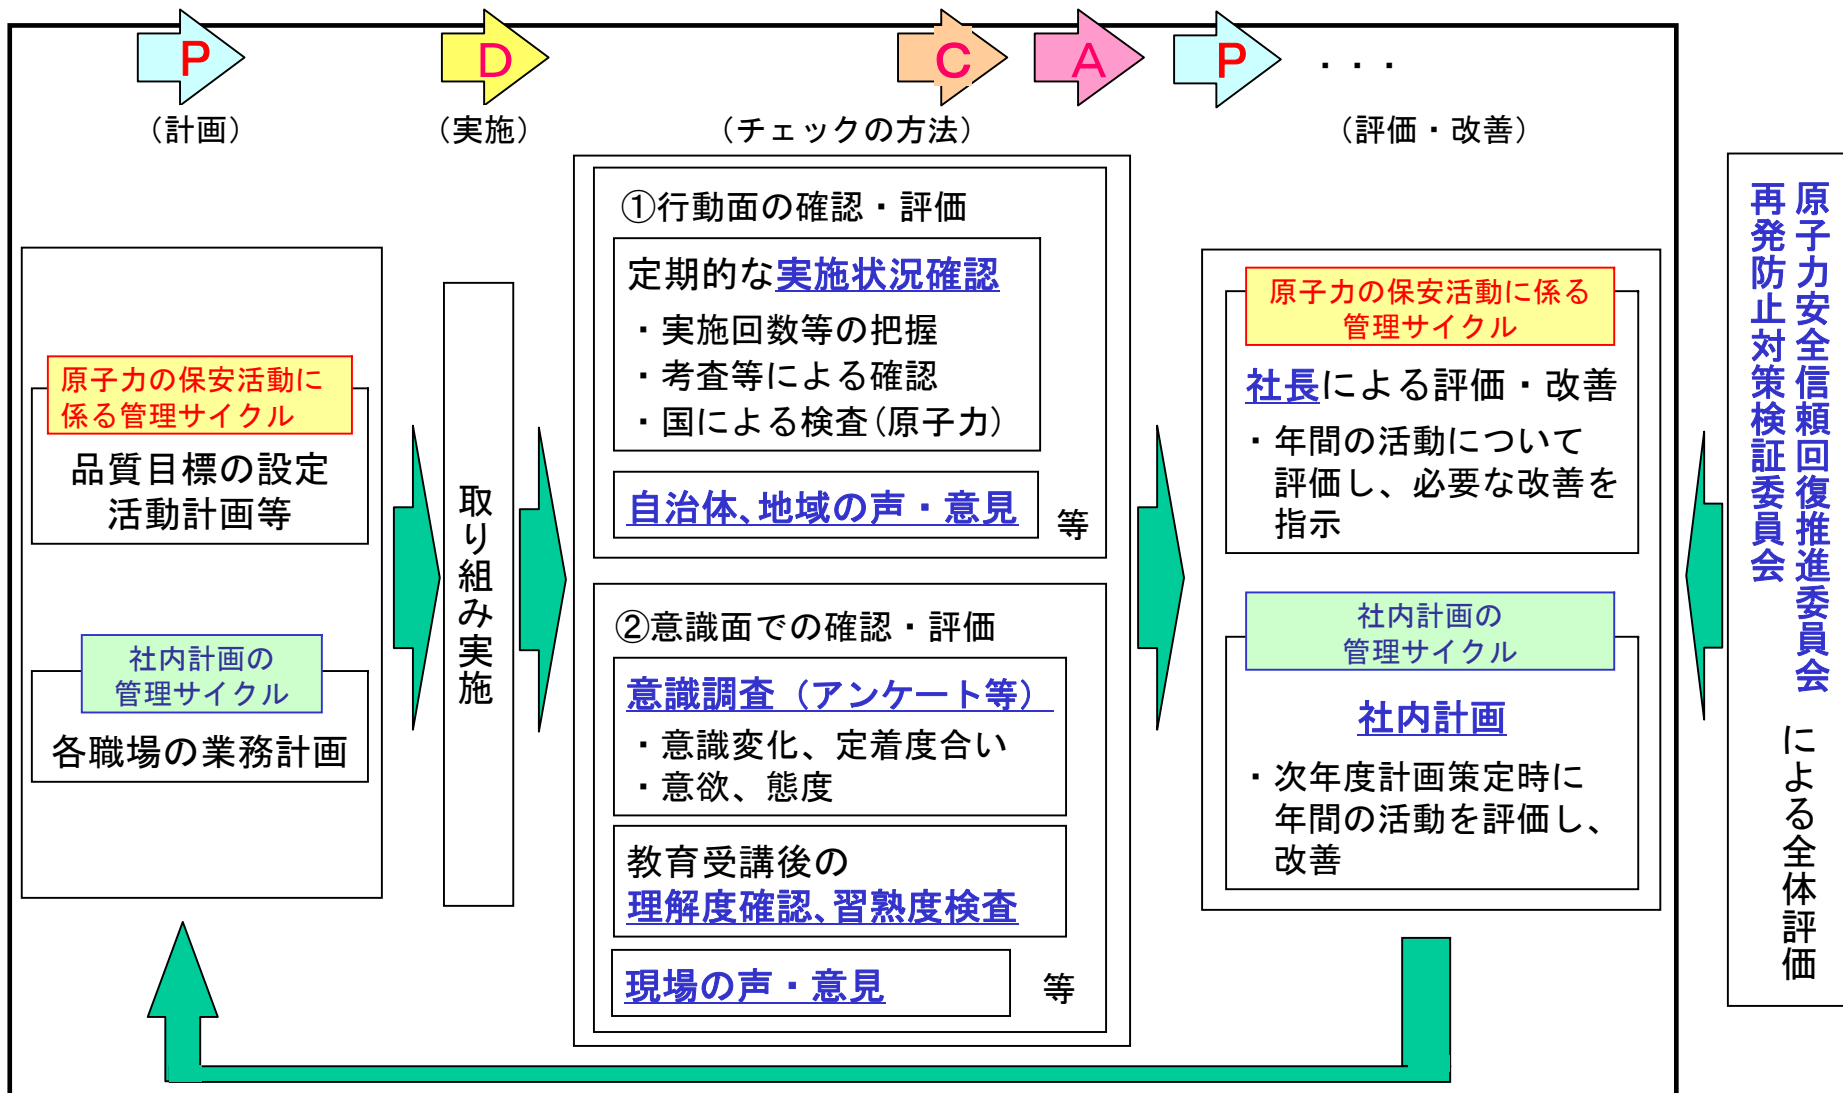 P
D
C
A
P
・・・
（計画）
（実施）
（チェックの方法）
（評価・改善）
原子力の保安活動に
係る管理サイクル
品質目標の設定
活動計画等
社内計画の
管理サイクル
各職場の業務計画
取り組み実施
①行動面の確認・評価
定期的な実施状況確認
・実施回数等の把握
・考査等による確認
・国による検査(原子力)
自治体、地域の声・意見
等
②意識面での確認・評価
意識調査（アンケート等）
・意識変化、定着度合い
・意欲、態度
教育受講後の
理解度確認、習熟度検査
現場の声・意見
等
原子力の保安活動に係る
管理サイクル
社長による評価・改善
・年間の活動について
評価し、必要な改善を
指示
社内計画の
管理サイクル
社内計画
・次年度計画策定時に
年間の活動を評価し、
改善
原子力安全信頼回復推進委員会
再発防止対策検証委員会
による全体評価